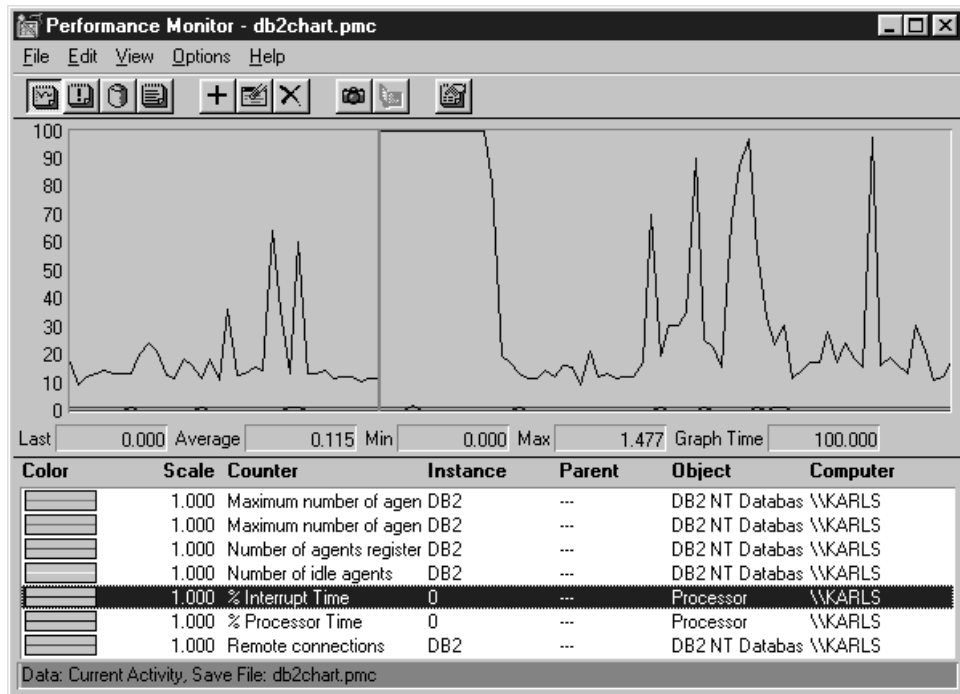 Performance Monitor - db2chart.pmc
File Edit View Options Help
100
90
80
70
60
50
40
30
20
10
0
Last 0.000 Average 0.115 Min 0.000 Max 1.477 Graph Time 100.000
Color Scale Counter Instance Parent Object Computer
1.000 Maximum number of agen DB2 --- DB2 NT Databas \\KARLS
1.000 Maximum number of agen DB2 --- DB2 NT Databas \\KARLS
1.000 Number of agents register DB2 --- DB2 NT Databas \\KARLS
1.000 Number of idle agents DB2 --- DB2 NT Databas \\KARLS
1.000 % Interrupt Time 0 --- Processor \\KARLS
1.000 % Processor Time 0 --- Processor \\KARLS
1.000 Remote connections DB2 --- DB2 NT Databas \\KARLS
Data: Current Activity, Save File: db2chart.pmc